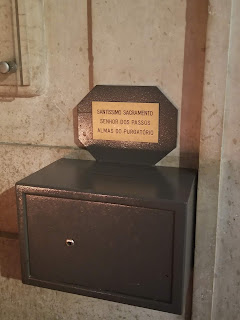 SANTÍSSIMO SACRAMENTO
SENHOR DOS PASSOS
ALMAS DO PURGATÓRIO